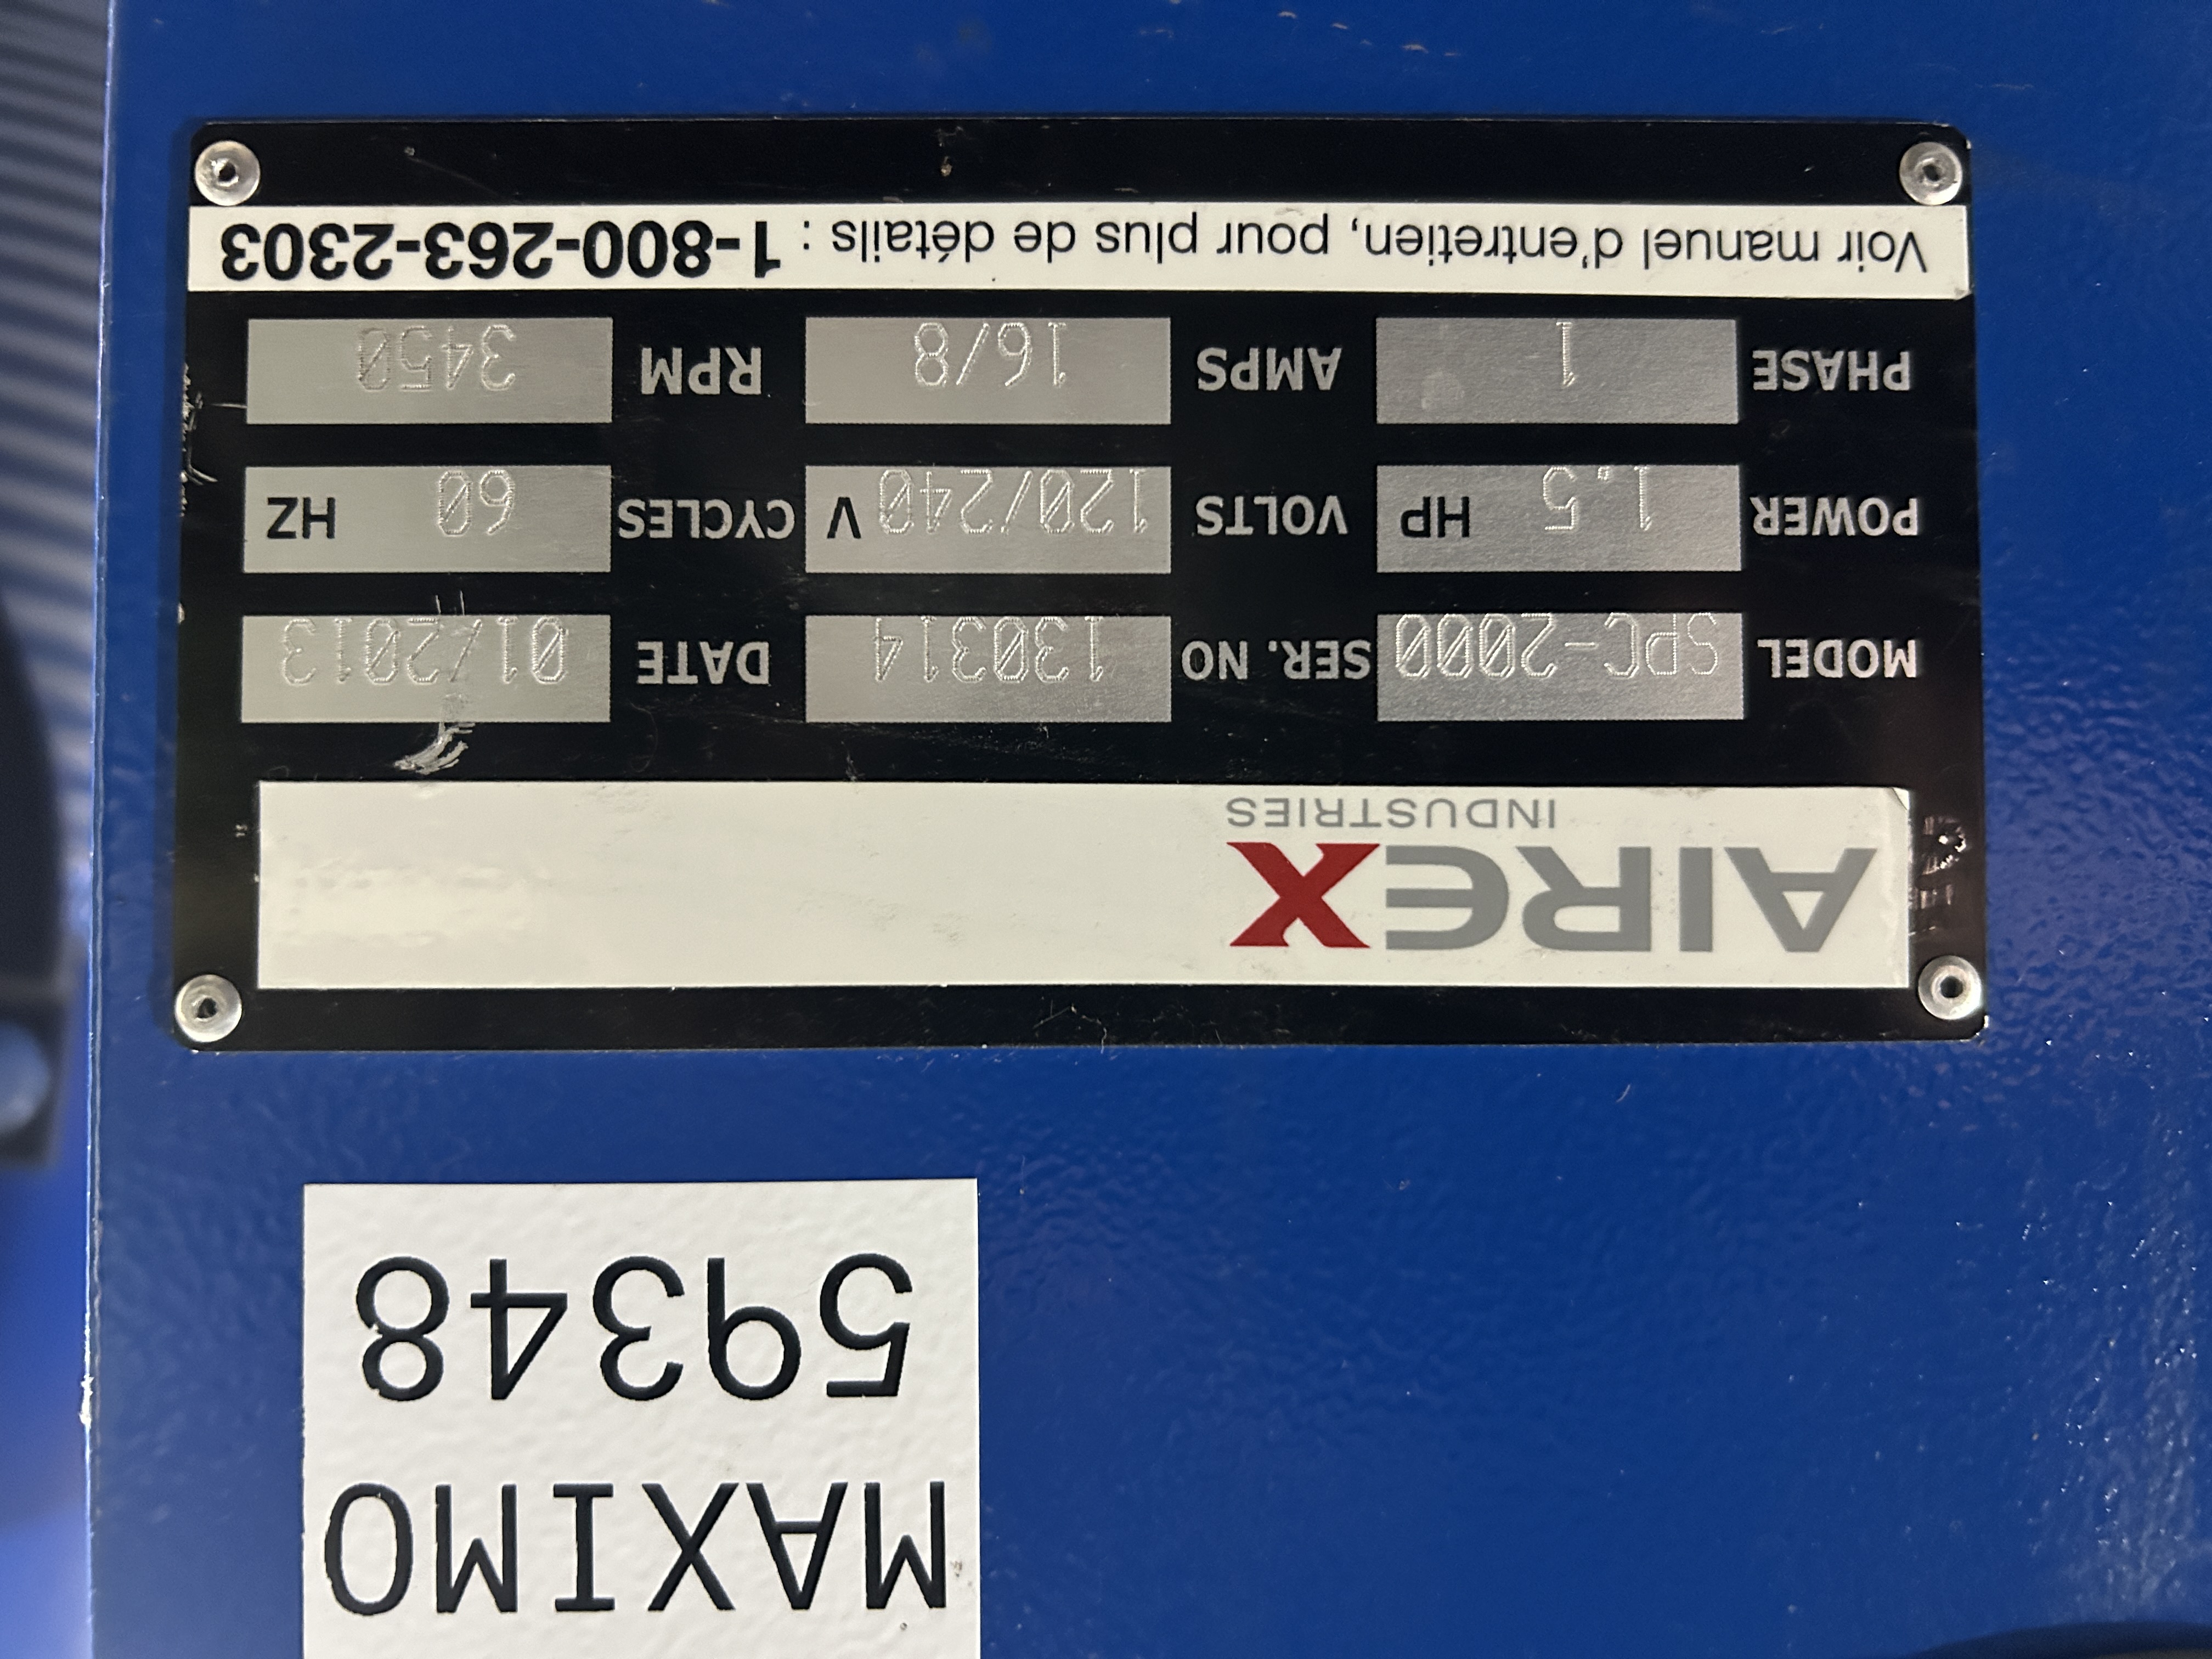 AIREX
INDUSTRIES
MODEL SPC-2000 SER. NO 130314 DATE 01/2013
POWER 1.5 HP VOLTS 120/240 V CYCLES 60 HZ
PHASE 1 AMPS 16/8 RPM 3450
Voir manuel d'entretien, pour plus de détails : 1-800-263-2303
MAXIMO
59348